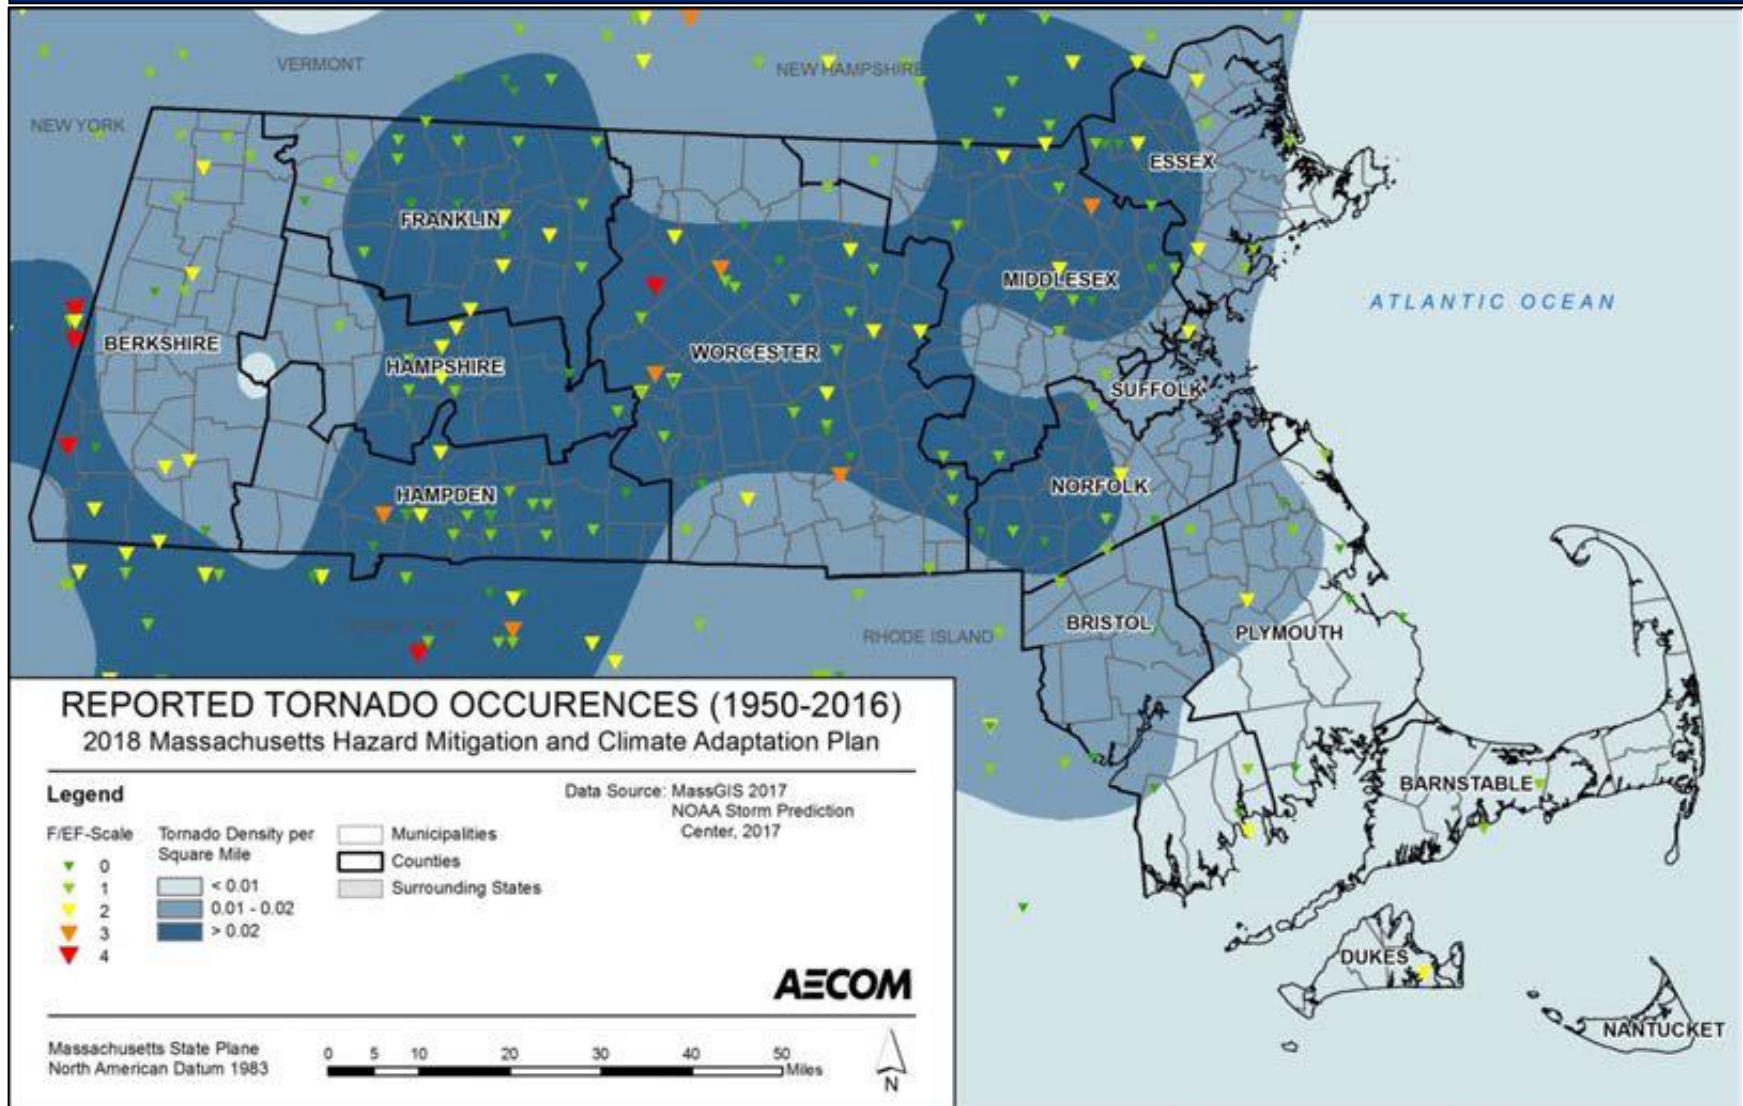 VERMONT
NEW HAMPSHIRE
NEW YORK
ESSEX
FRANKLIN
MIDDLESEX
ATLANTIC OCEAN
BERKSHIRE
HAMPSHIRE
WORCESTER
SUFFOLK
HAMPDEN
NORFOLK
RHODE ISLAND
BRISTOL
PLYMOUTH
BARNSTABLE
DUKES
NANTUCKET
REPORTED TORNADO OCCURENCES (1950-2016)
2018 Massachusetts Hazard Mitigation and Climate Adaptation Plan
Legend
Data Source: MassGIS 2017
NOAA Storm Prediction
Center, 2017
F/EF-Scale
0
1
2
3
4
Tornado Density per
Square Mile
< 0.01
0.01 - 0.02
> 0.02
Municipalities
Counties
Surrounding States
AECOM
Massachusetts State Plane
North American Datum 1983
0 5 10 20 30 40 50
Miles
N